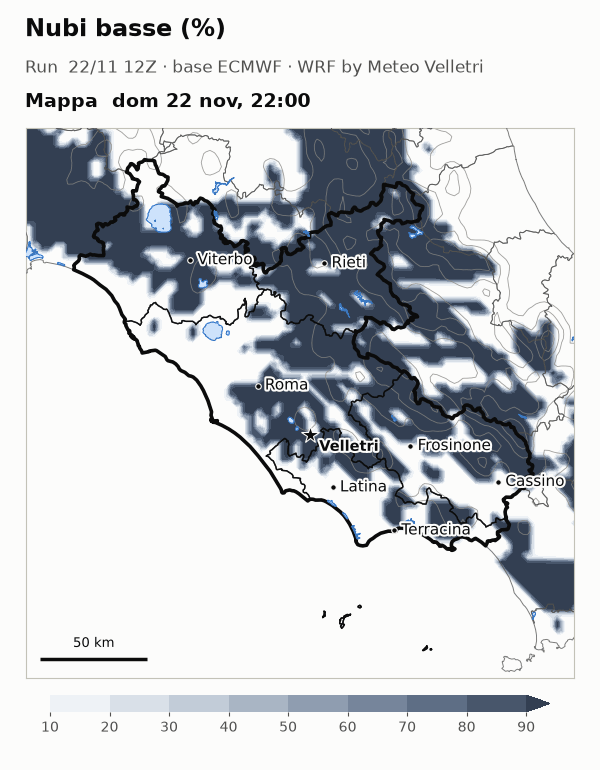 Nubi basse (%)
Run  22/11 12Z · base ECMWF · WRF by Meteo Velletri
Mappa  dom 22 nov, 22:00
Viterbo
Rieti
Roma
Velletri
Frosinone
Cassino
Latina
Terracina
50 km
10 20 30 40 50 60 70 80 90